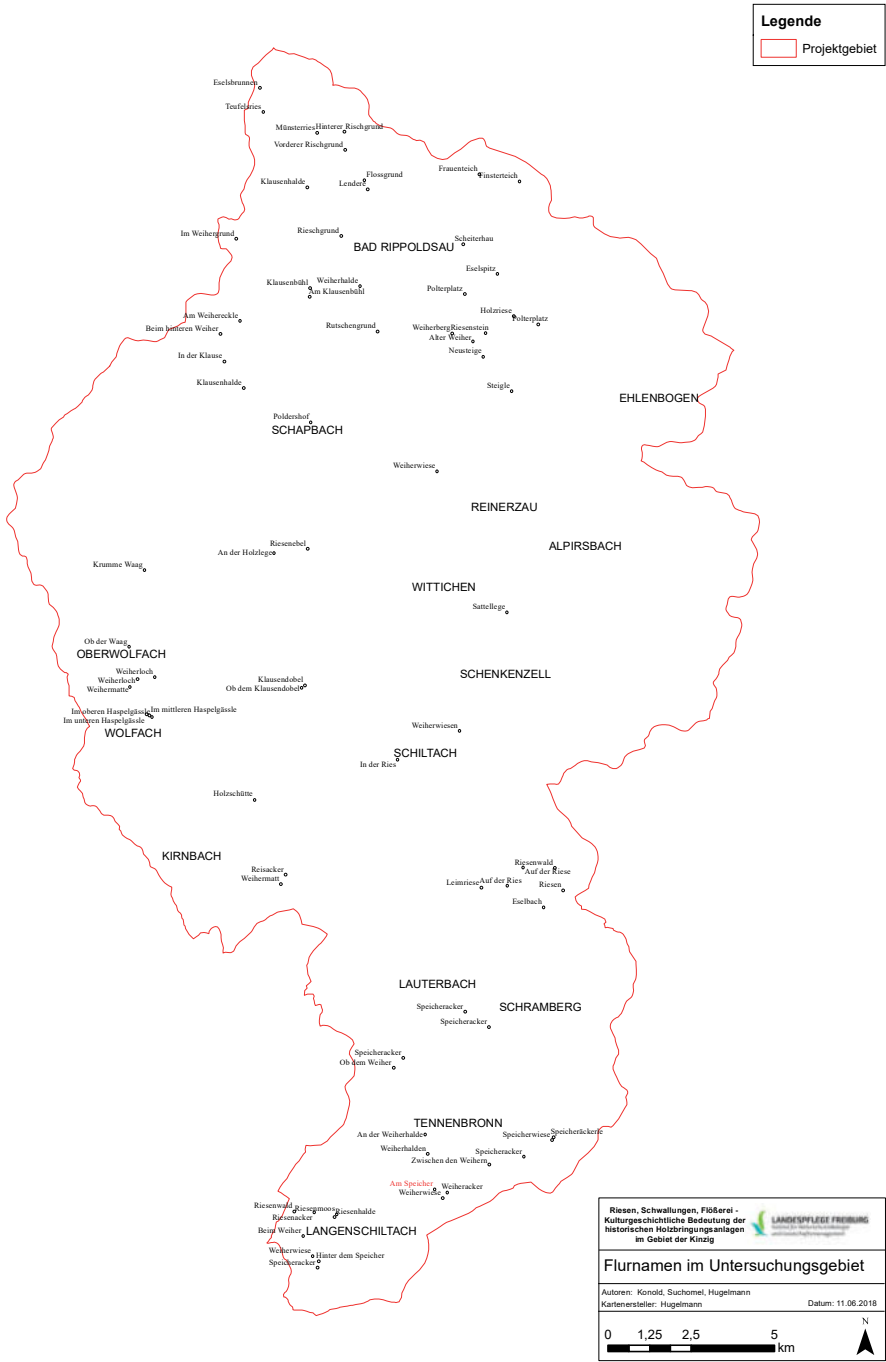 Legende
Projektgebiet
Eselsbrunnen
Teufelsries
Münsterries
Hinterer Rischgrund
Vorderer Rischgrund
Klausenhalde
Flossgrund
Lendere
Frauenteich
Finsterteich
Im Weihergrund
Rieschgrund
BAD RIPPOLDSAU
Scheiterhau
Eselspitz
Klausenbühl
Weiherhalde
Am Klausenbühl
Polterplatz
Am Weihereckle
Beim hinteren Weiher
Rutschengrund
Holzriese
Polterplatz
Weiherberg
Riesenstein
Alter Weiher
Neusteige
In der Klause
Klausenhalde
Steigle
EHLENBOGEN
Poldershof
SCHAPBACH
Weiherwiese
REINERZAU
ALPIRSBACH
Riesenebel
An der Holzlege
Krumme Waag
WITTICHEN
Sattellege
Ob der Waag
OBERWOLFACH
SCHENKENZELL
Weiherloch
Weiherloch
Weihermatte
Klausendobel
Ob dem Klausendobel
Im oberen Haspelgässle
Im mittleren Haspelgässle
Im unteren Haspelgässle
WOLFACH
Weiherwiesen
SCHILTACH
In der Ries
Holzschütte
KIRNBACH
Reisacker
Weihermatt
Riesenwald
Auf der Riese
Leimriese
Auf der Ries
Riesen
Eselbach
LAUTERBACH
SCHRAMBERG
Speicheracker
Speicheracker
Speicheracker
Ob dem Weiher
TENNENBRONN
An der Weiherhalde
Speicherwiese
Speicheräckerle
Weiherhalden
Speicheracker
Zwischen den Weihern
Am Speicher
Weiheracker
Weiherwiese
Riesenwald
Riesenmoos
Riesenhalde
Riesenacker
Beim Weiher
LANGENSCHILTACH
Weiherwiese
Hinter dem Speicher
Speicheracker
Riesen, Schwallungen, Flößerei -
Kulturgeschichtliche Bedeutung der
historischen Holzbringungsanlagen
im Gebiet der Kinzig
LANDESPFLEGE FREIBURG
Flurnamen im Untersuchungsgebiet
Autoren: Konold, Suchomel, Hugelmann
Kartenersteller: Hugelmann
Datum: 11.06.2018
N
0 1,25 2,5 5
km